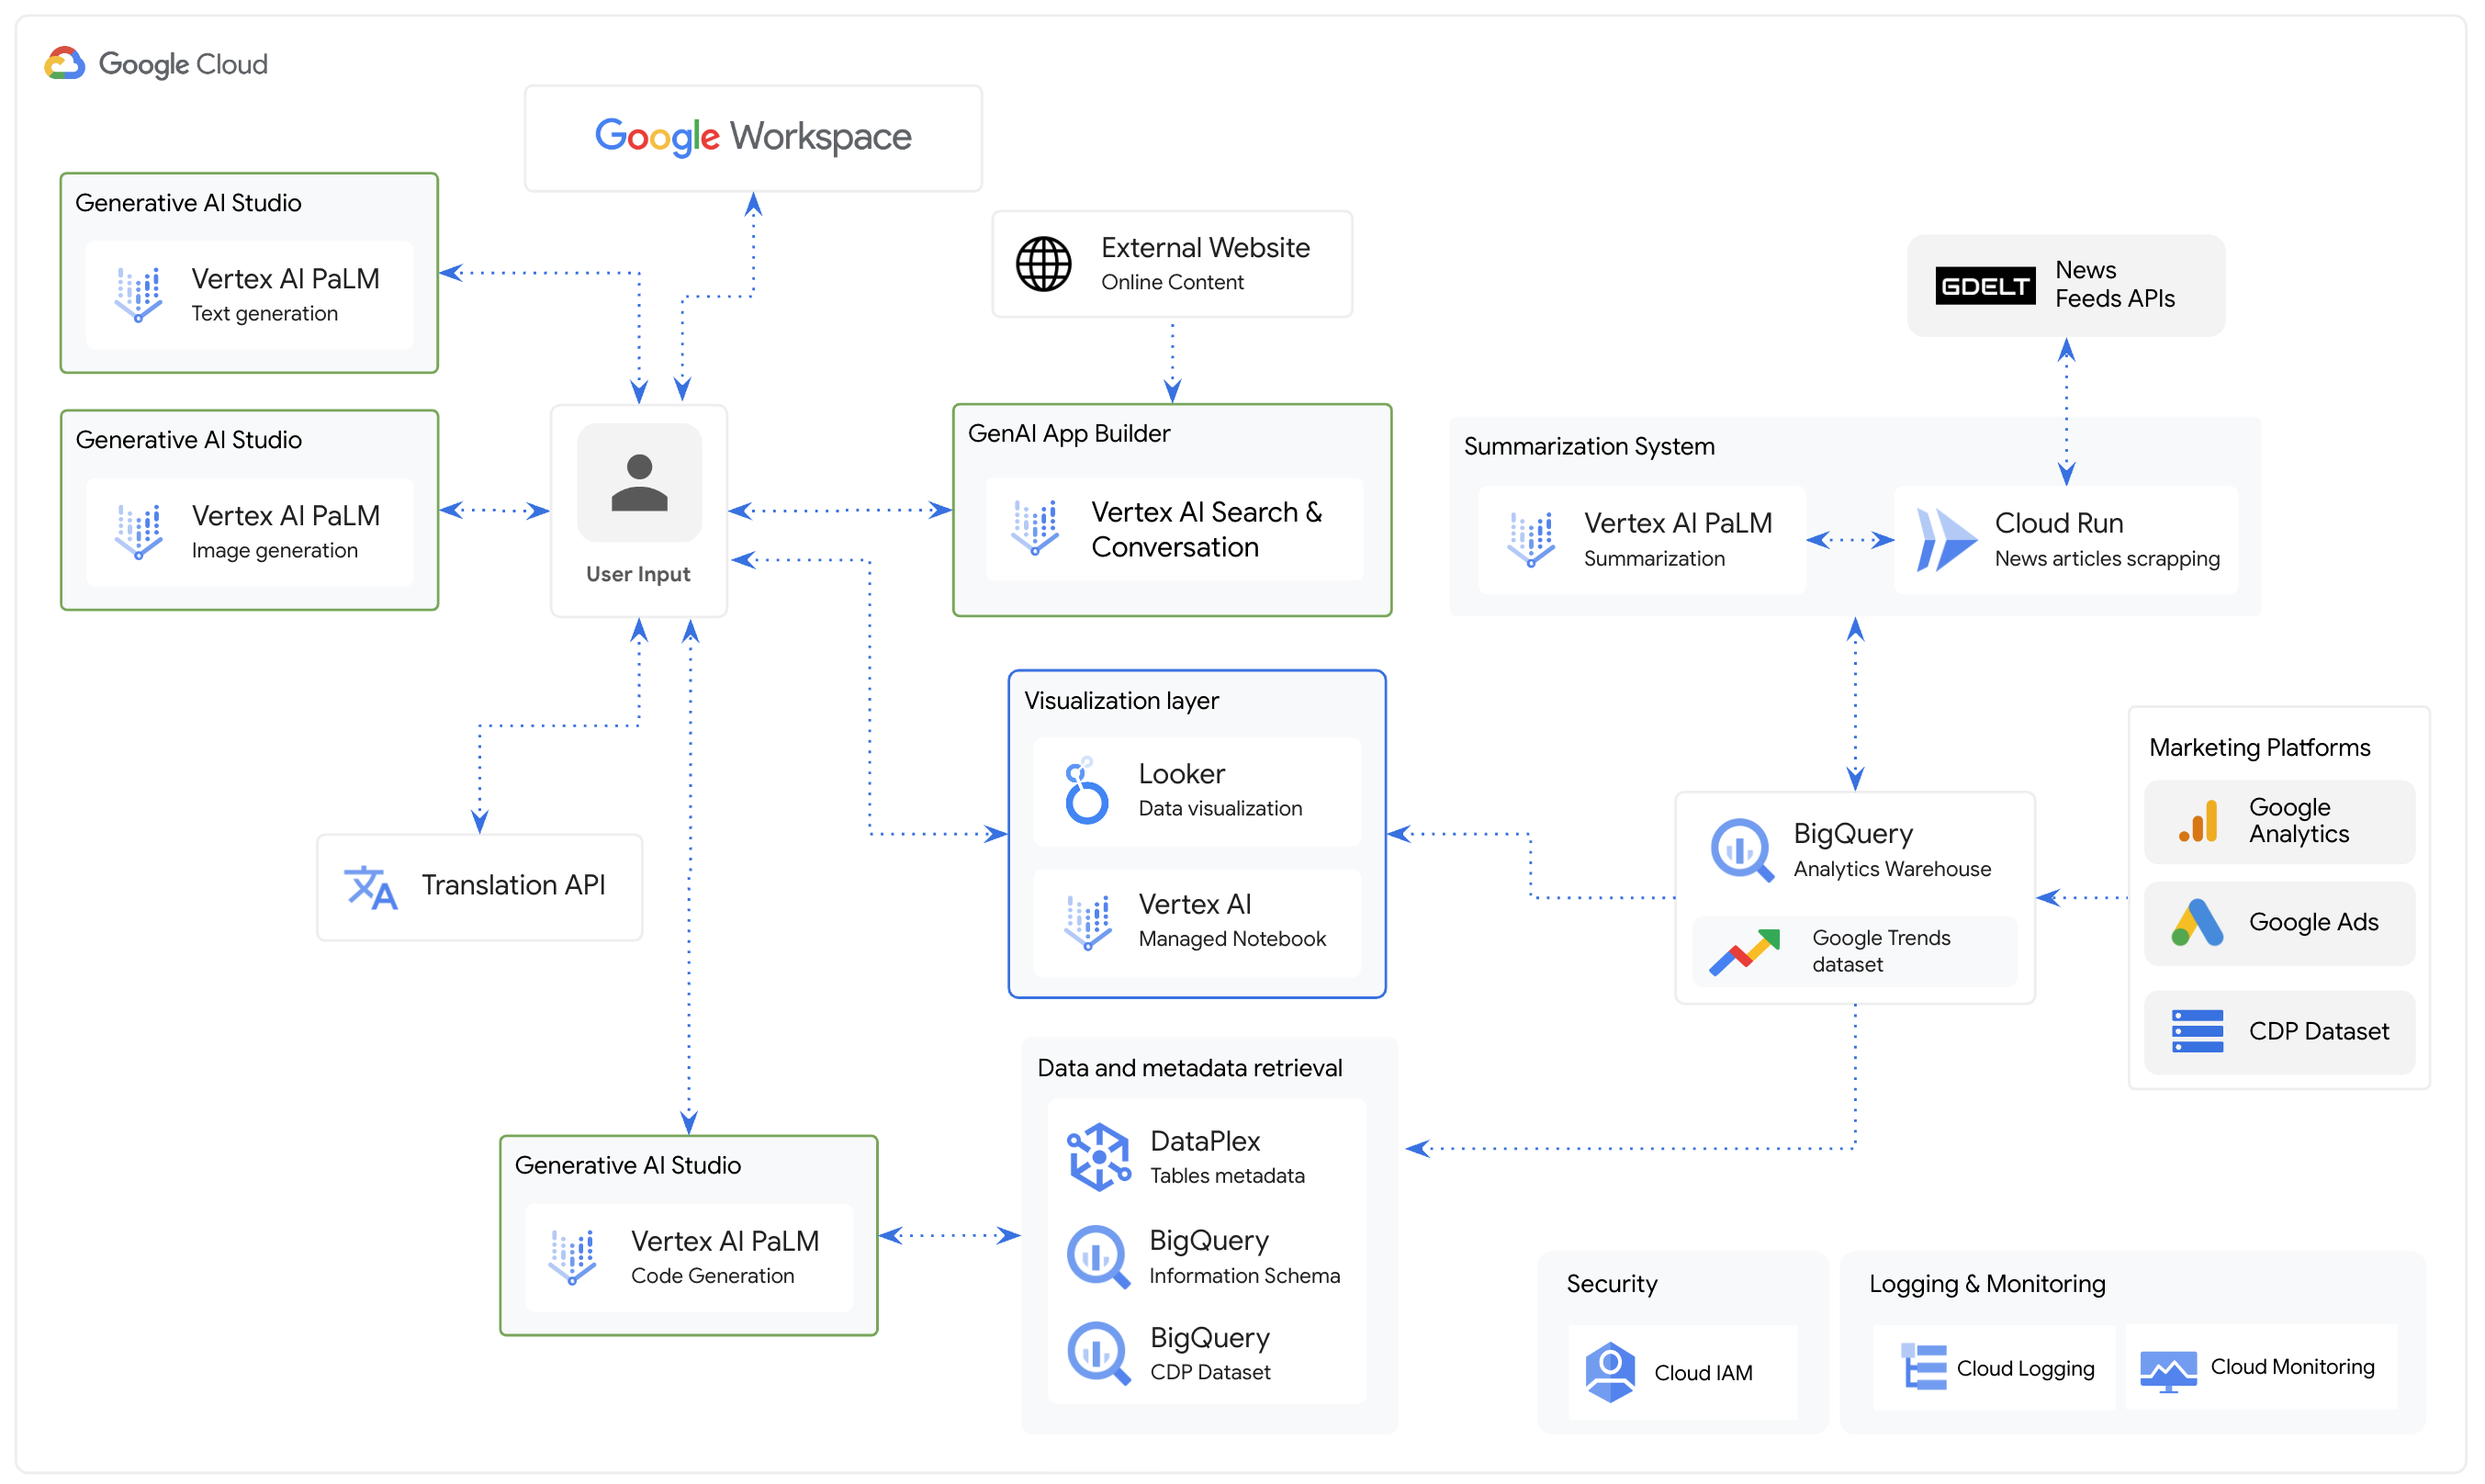 Google Cloud
Google Workspace
Generative AI Studio
Vertex AI PaLM
Text generation
External Website
Online Content
GDELT
News
Feeds APIs
Generative AI Studio
Vertex AI PaLM
Image generation
User Input
GenAI App Builder
Vertex AI Search &
Conversation
Summarization System
Vertex AI PaLM
Summarization
Cloud Run
News articles scrapping
Visualization layer
Looker
Data visualization
Vertex AI
Managed Notebook
Translation API
BigQuery
Analytics Warehouse
Google Trends
dataset
Marketing Platforms
Google
Analytics
Google Ads
CDP Dataset
Data and metadata retrieval
DataPlex
Tables metadata
BigQuery
Information Schema
BigQuery
CDP Dataset
Generative AI Studio
Vertex AI PaLM
Code Generation
Security
Cloud IAM
Logging & Monitoring
Cloud Logging
Cloud Monitoring